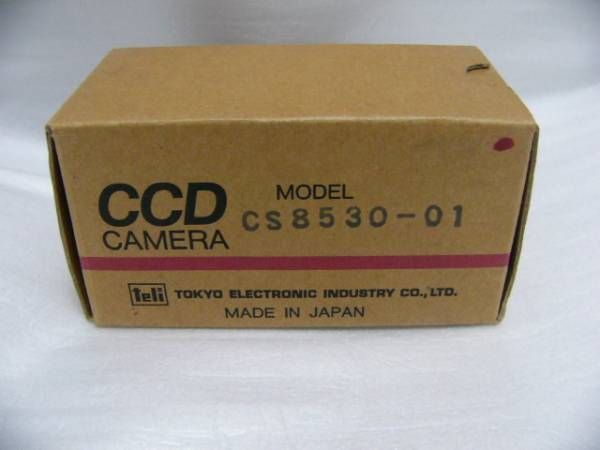 CCD
CAMERA
MODEL
CS8530-01
teli TOKYO ELECTRONIC INDUSTRY CO., LTD.
MADE IN JAPAN